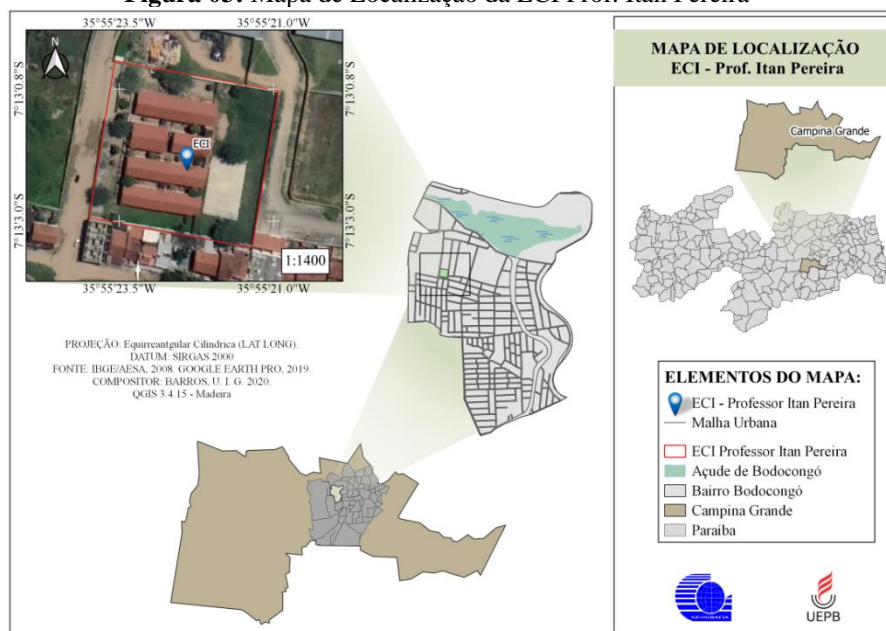 Figura 03: Mapa de Localização da ECI Prof. Itan Pereira
35°55'23.5"W
35°55'21.0"W
N
7°13'0.8"S
7°13'0.8"S
ECI
7°13'3.0"S
7°13'3.0"S
1:1400
35°55'23.5"W
35°55'21.0"W
PROJEÇÃO: Equirreantgular Cilíndrica (LAT LONG).
DATUM: SIRGAS 2000
FONTE: IBGE/AESA, 2008. GOOGLE EARTH PRO, 2019.
COMPOSITOR: BARROS, U. I. G. 2020.
QGIS 3.4.15 - Madeira
MAPA DE LOCALIZAÇÃO
ECI - Prof. Itan Pereira
Campina Grande
ELEMENTOS DO MAPA:
ECI - Professor Itan Pereira
Malha Urbana
ECI Professor Itan Pereira
Açude de Bodocongó
Bairro Bodocongó
Campina Grande
Paraíba
GEOGRAFIA
UEPB